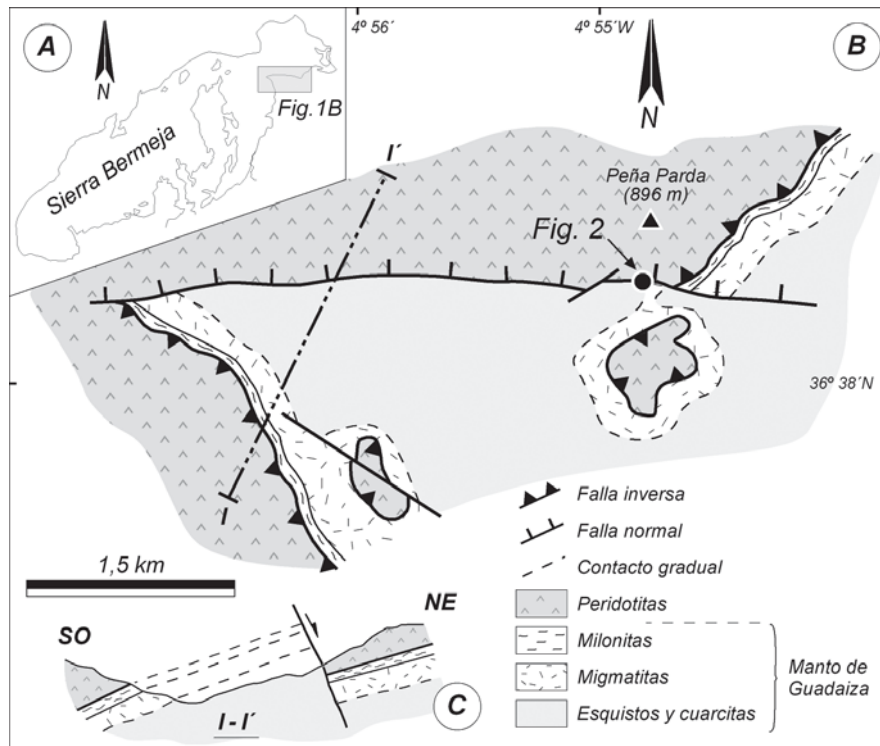 A
N
Fig.1B
Sierra Bermeja
4º 56´
4º 55´W
B
N
I´
Peña Parda
(896 m)
Fig. 2
36º 38´N
I
1,5 km
Falla inversa
Falla normal
Contacto gradual
Peridotitas
Milonitas
Migmatitas
Esquistos y cuarcitas
Manto de
Guadaiza
SO
NE
I - I´
C